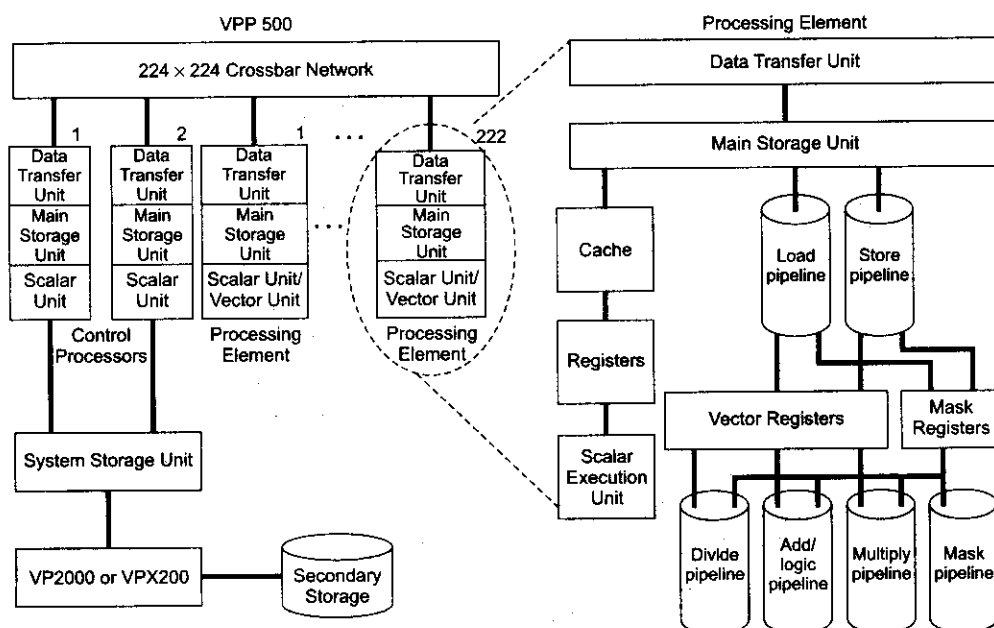 VPP 500
224 × 224 Crossbar Network
1
2
1
...
222
Data
Transfer
Unit
Main
Storage
Unit
Scalar
Unit
Data
Transfer
Unit
Main
Storage
Unit
Scalar
Unit
Data
Transfer Unit
Main
Storage
Unit
Scalar Unit/
Vector Unit
...
Data
Transfer Unit
Main
Storage
Unit
Scalar Unit/
Vector Unit
Control
Processors
Processing
Element
Processing
Element
System Storage Unit
VP2000 or VPX200
Secondary
Storage
Processing Element
Data Transfer Unit
Main Storage Unit
Cache
Registers
Scalar
Execution
Unit
Load
pipeline
Store
pipeline
Vector Registers
Mask
Registers
Divide
pipeline
Add/
logic
pipeline
Multiply
pipeline
Mask
pipeline